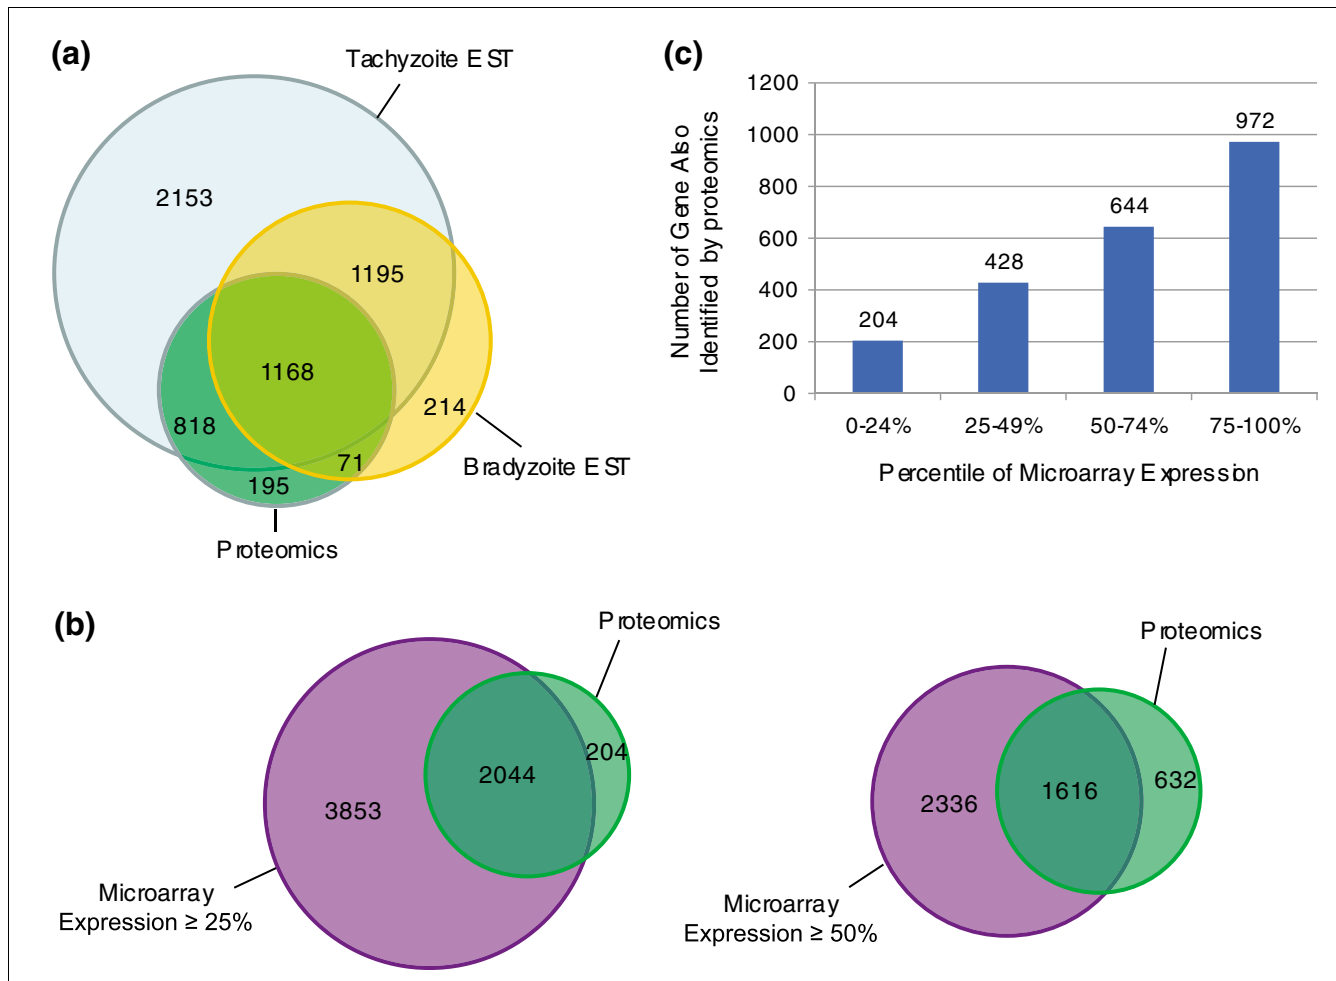 (a)
Tachyzoite EST
2153
1195
1168
818
214
71
195
Bradyzoite EST
Proteomics
(c)
Number of Gene Also
Identified by proteomics
1200
1000
800
600
400
200
0
204
428
644
972
0-24%
25-49%
50-74%
75-100%
Percentile of Microarray Expression
(b)
Proteomics
3853
2044
204
Microarray
Expression ≥ 25%
Proteomics
2336
1616
632
Microarray
Expression ≥ 50%